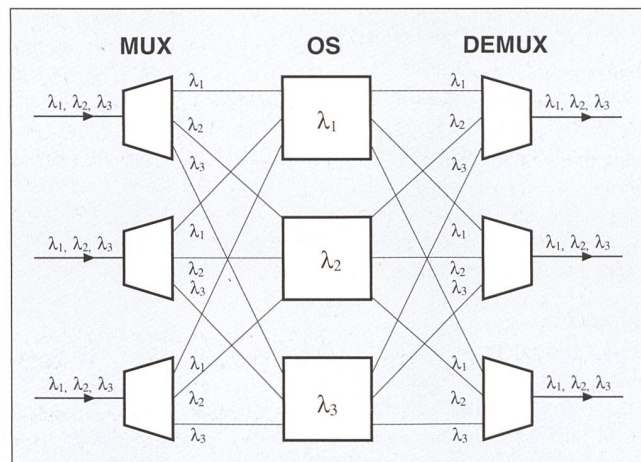 MUX OS DEMUX
λ1 λ1
λ1, λ2, λ3 λ1 λ1, λ2, λ3
λ2 λ2
λ3 λ3
λ1 λ1
λ1, λ2, λ3 λ2 λ2 λ2 λ1, λ2, λ3
λ3 λ3
λ1 λ1
λ1, λ2, λ3 λ2 λ3 λ2 λ1, λ2, λ3
λ3 λ3